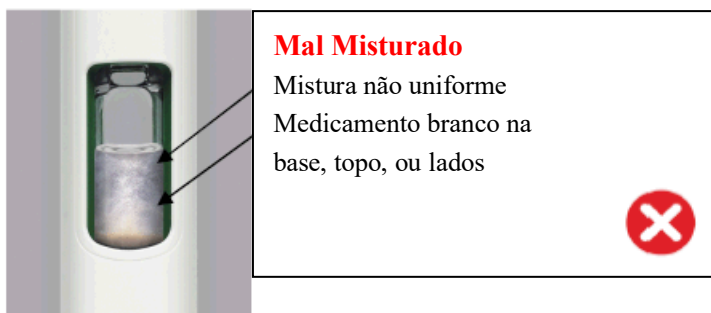 Mal Misturado
Mistura não uniforme
Medicamento branco na
base, topo, ou lados